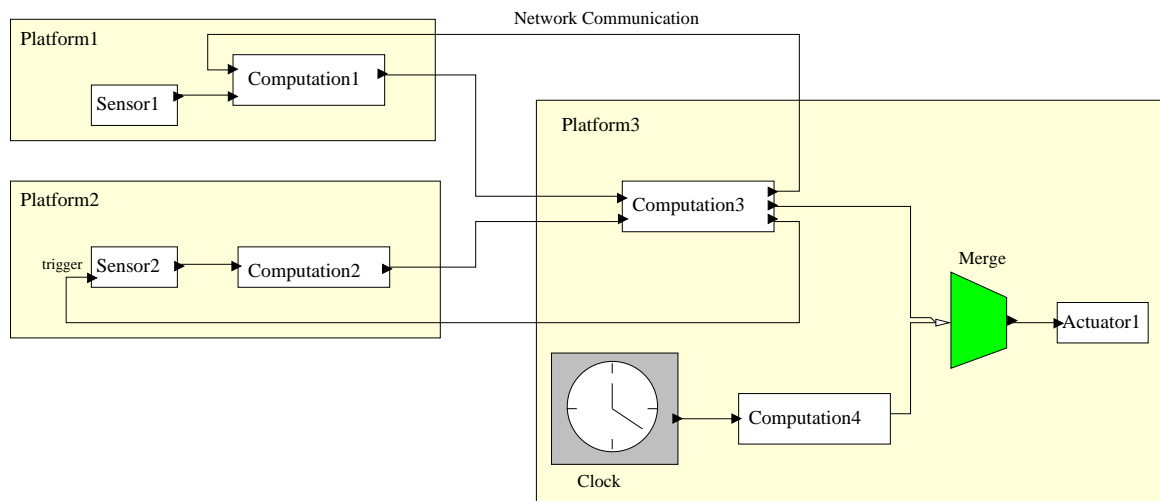 Network Communication
Platform1
Computation1
Sensor1
Platform3
Platform2
Computation3
trigger
Sensor2
Computation2
Merge
Actuator1
Computation4
Clock